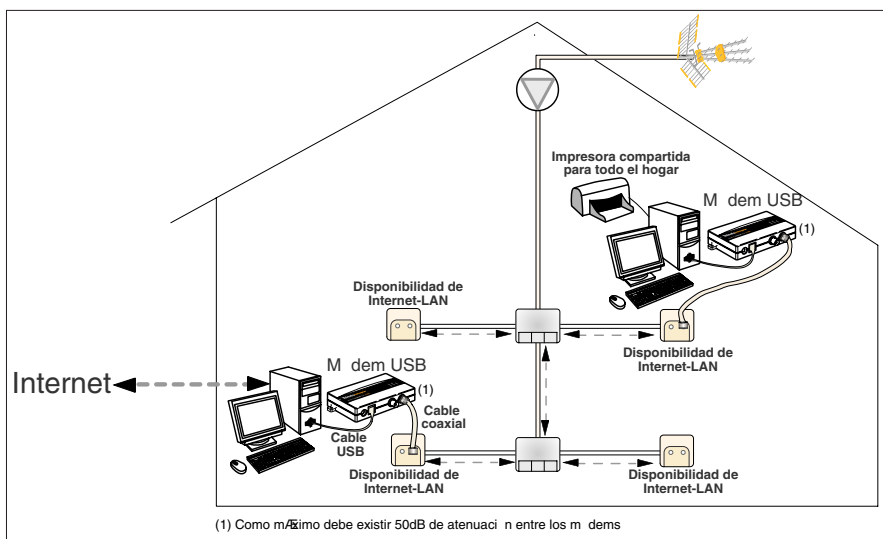 Impresora compartida
para todo el hogar
M dem USB
(1)
Disponibilidad de
Internet-LAN
Disponibilidad de
Internet-LAN
M dem USB
Internet
(1)
Cable
coaxial
Cable
USB
Disponibilidad de
Internet-LAN
Disponibilidad de
Internet-LAN
(1) Como mÆximo debe existir 50dB de atenuaci n entre los m dems